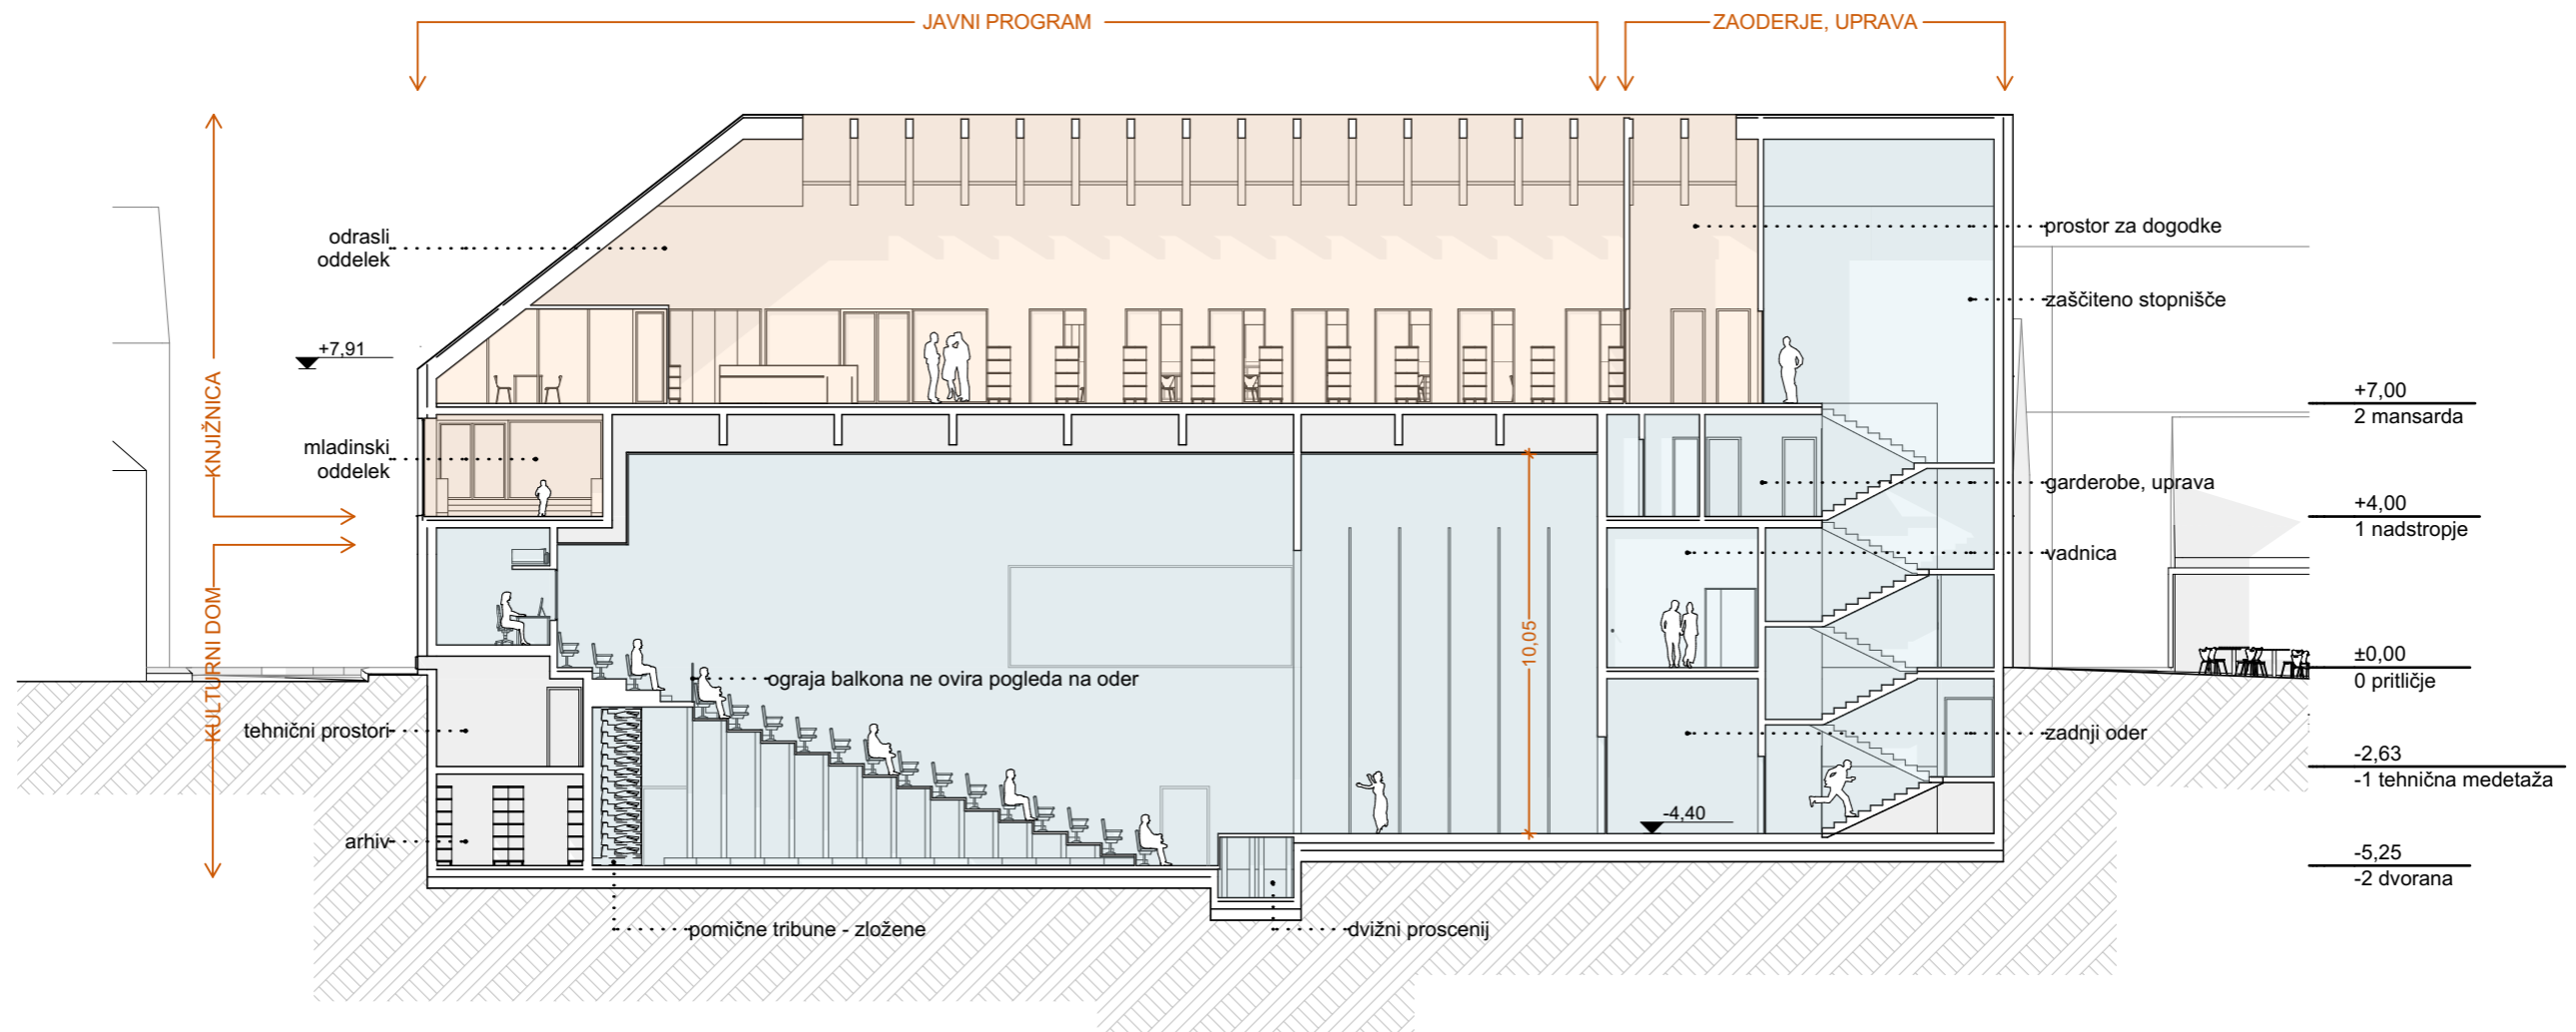 JAVNI PROGRAM
ZAODERJE, UPRAVA
odrasli
oddelek
prostor za dogodke
zaščiteno stopnišče
+7,91
KNJIŽNICA
+7,00
2 mansarda
mladinski
oddelek
garderobe, uprava
+4,00
1 nadstropje
vadnica
KULTURNI DOM
10,05
±0,00
0 pritličje
ograja balkona ne ovira pogleda na oder
tehnični prostori
zadnji oder
-2,63
-1 tehnična medetaža
-4,40
arhiv
-5,25
-2 dvorana
pomične tribune - zložene
dvižni proscenij